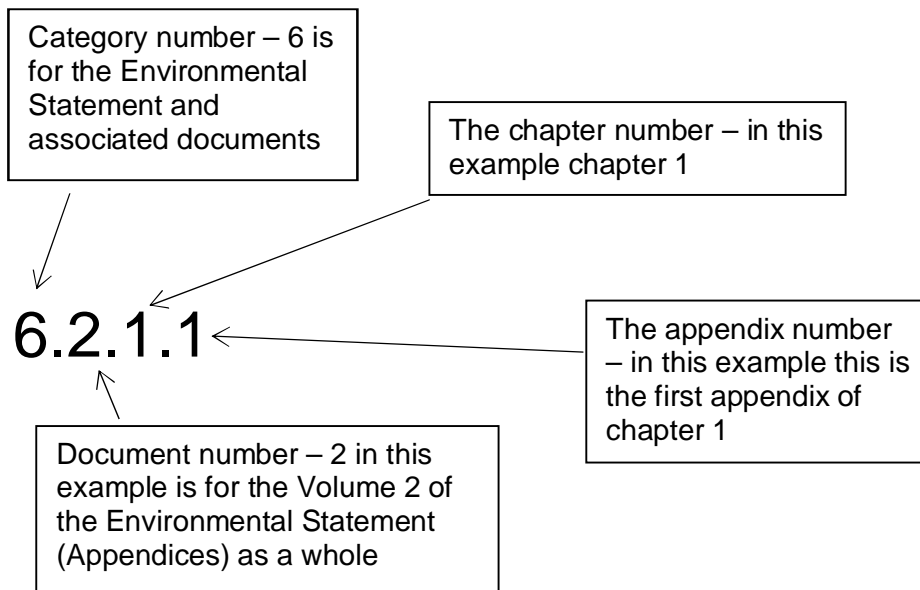 Category number – 6 is
for the Environmental
Statement and
associated documents
The chapter number – in this
example chapter 1
6.2.1.1
The appendix number
– in this example this is
the first appendix of
chapter 1
Document number – 2 in this
example is for the Volume 2 of
the Environmental Statement
(Appendices) as a whole